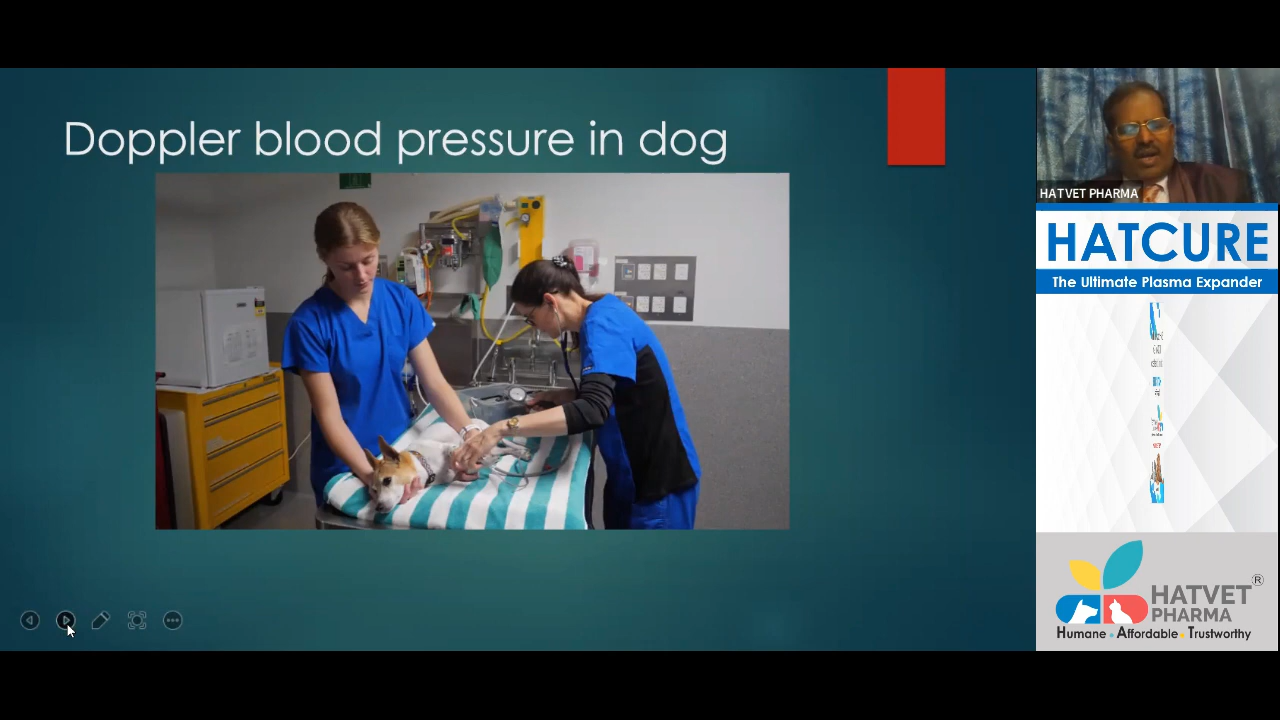 Doppler blood pressure in dog
HATVET PHARMA
HATCURE
The Ultimate Plasma Expander
HATVET®
PHARMA
Humane • Affordable • Trustworthy